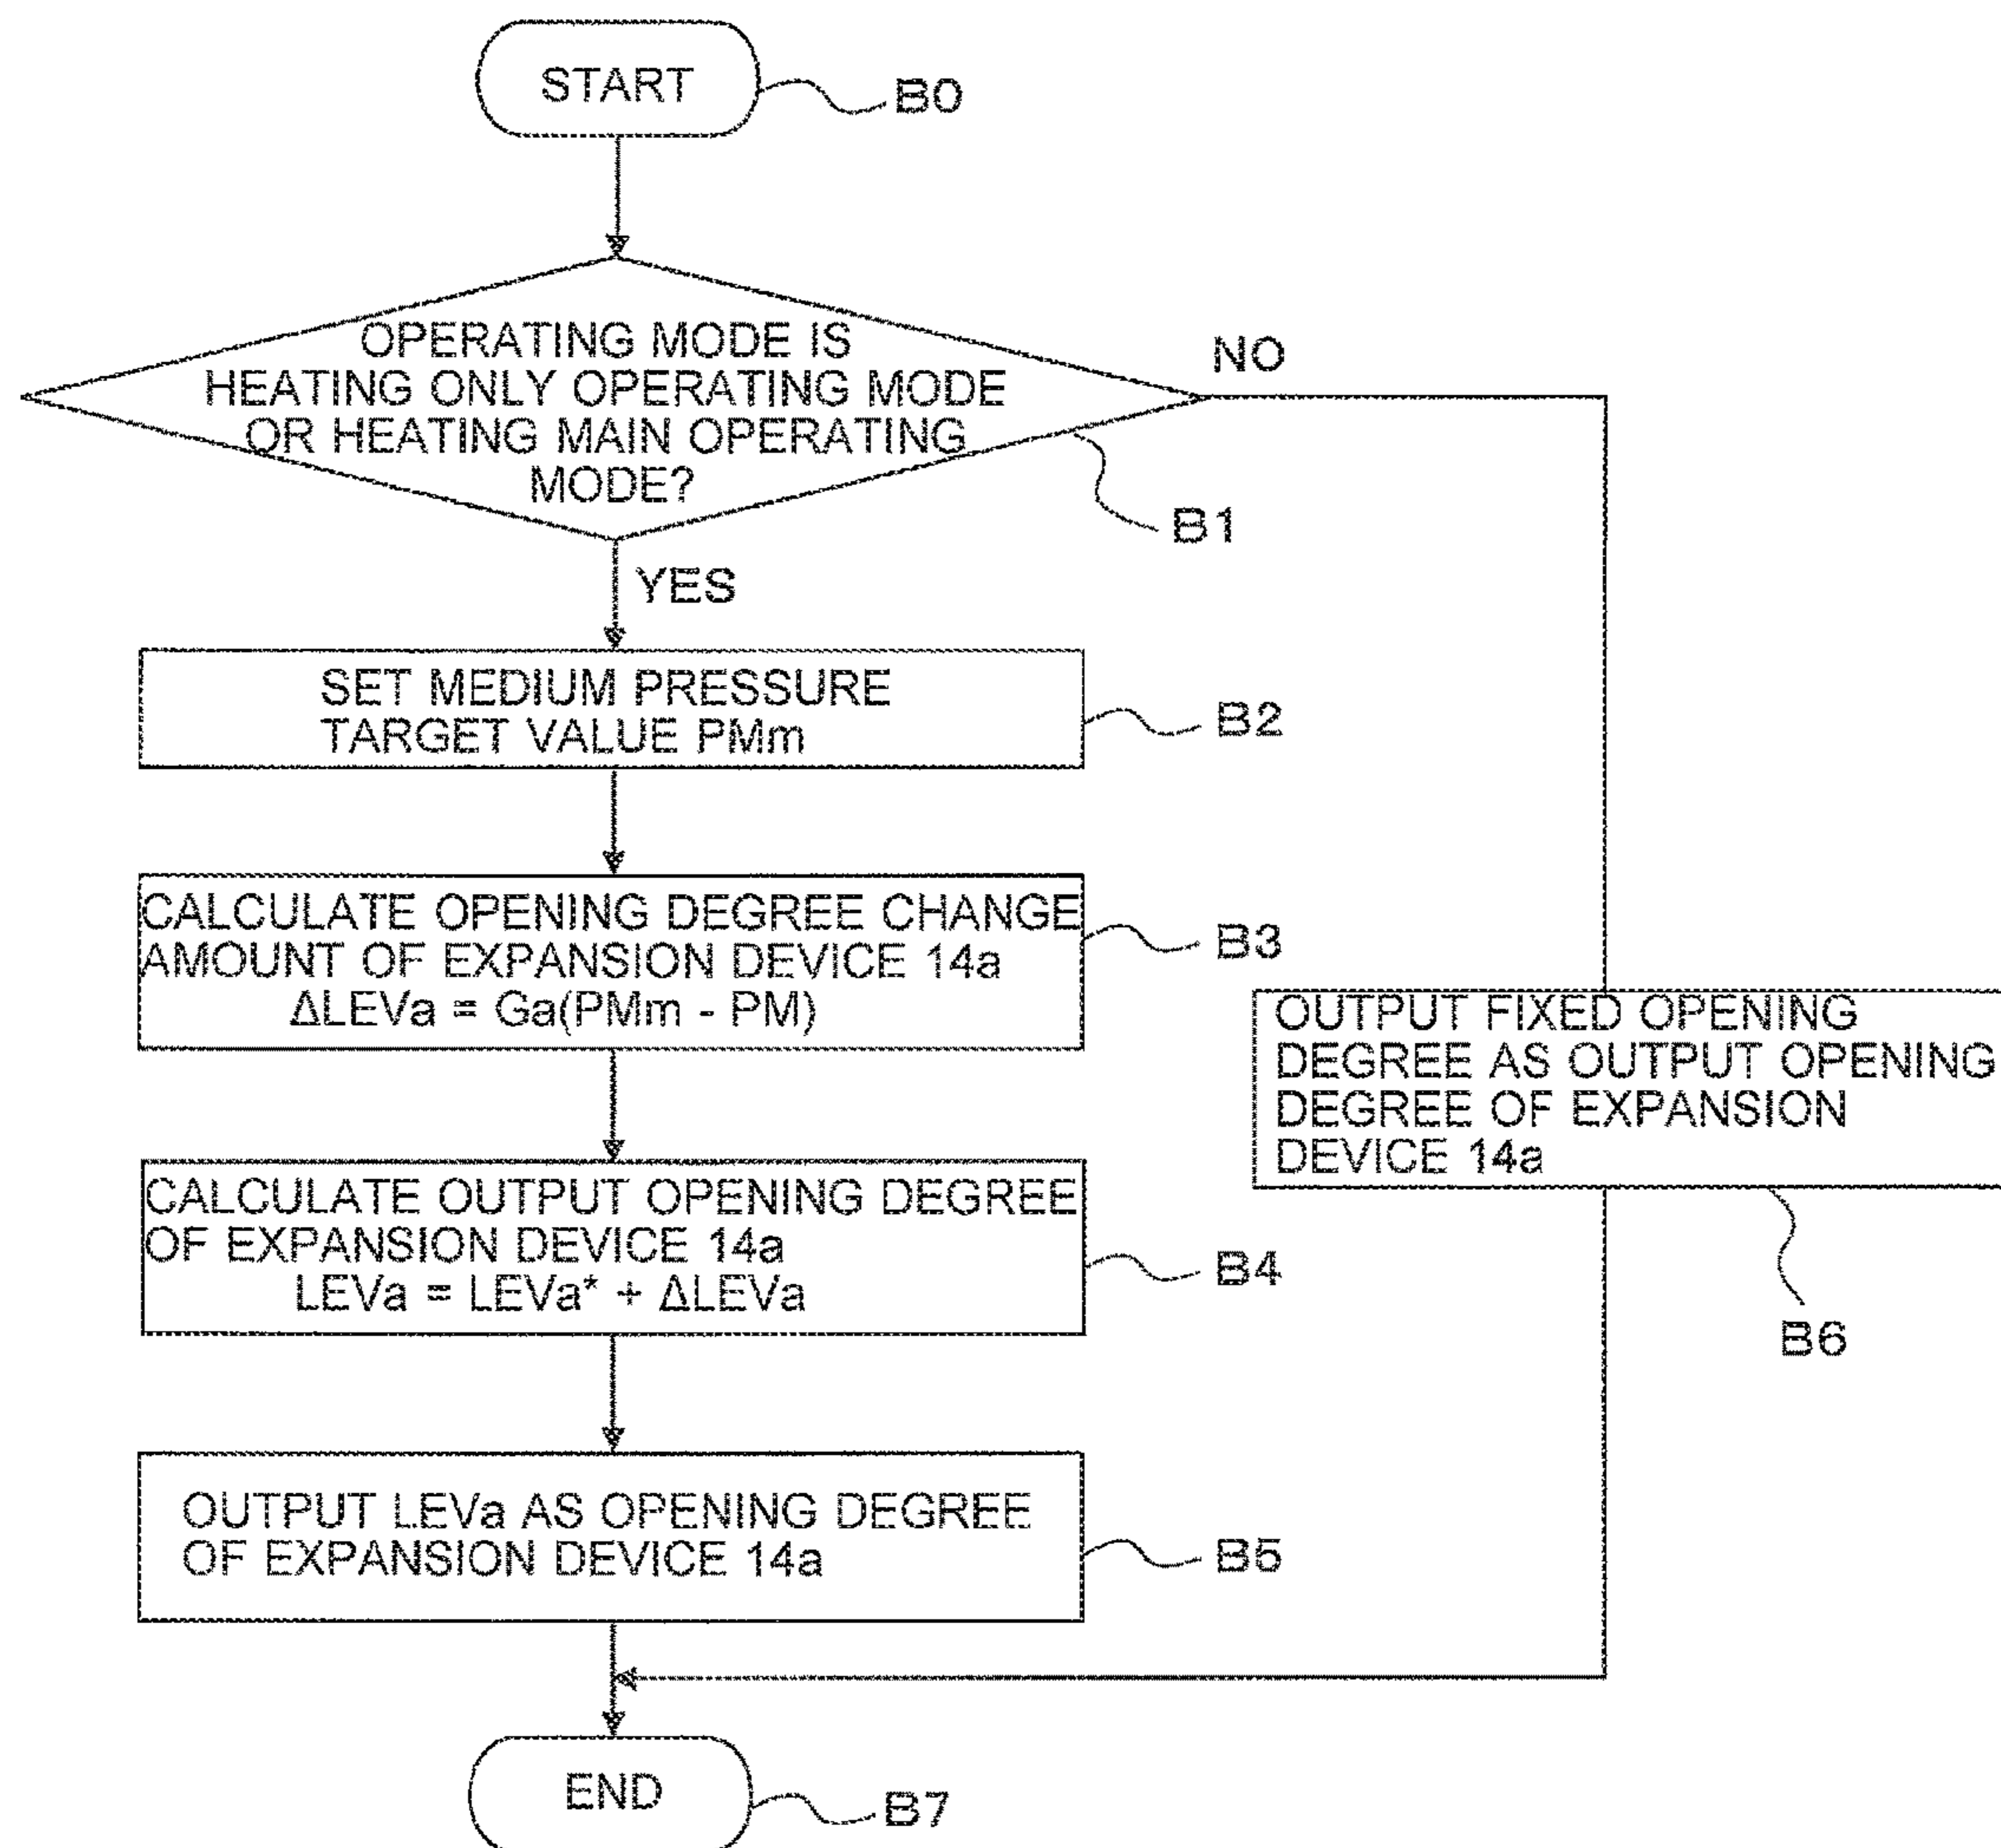 START
B0
OPERATING MODE IS
HEATING ONLY OPERATING MODE
OR HEATING MAIN OPERATING
MODE?
NO
B1
YES
SET MEDIUM PRESSURE
TARGET VALUE PMm
B2
CALCULATE OPENING DEGREE CHANGE
AMOUNT OF EXPANSION DEVICE 14a
ΔLEVa = Ga(PMm - PM)
B3
OUTPUT FIXED OPENING
DEGREE AS OUTPUT OPENING
DEGREE OF EXPANSION
DEVICE 14a
B6
CALCULATE OUTPUT OPENING DEGREE
OF EXPANSION DEVICE 14a
LEVa = LEVa* + ΔLEVa
B4
OUTPUT LEVa AS OPENING DEGREE
OF EXPANSION DEVICE 14a
B5
END
B7